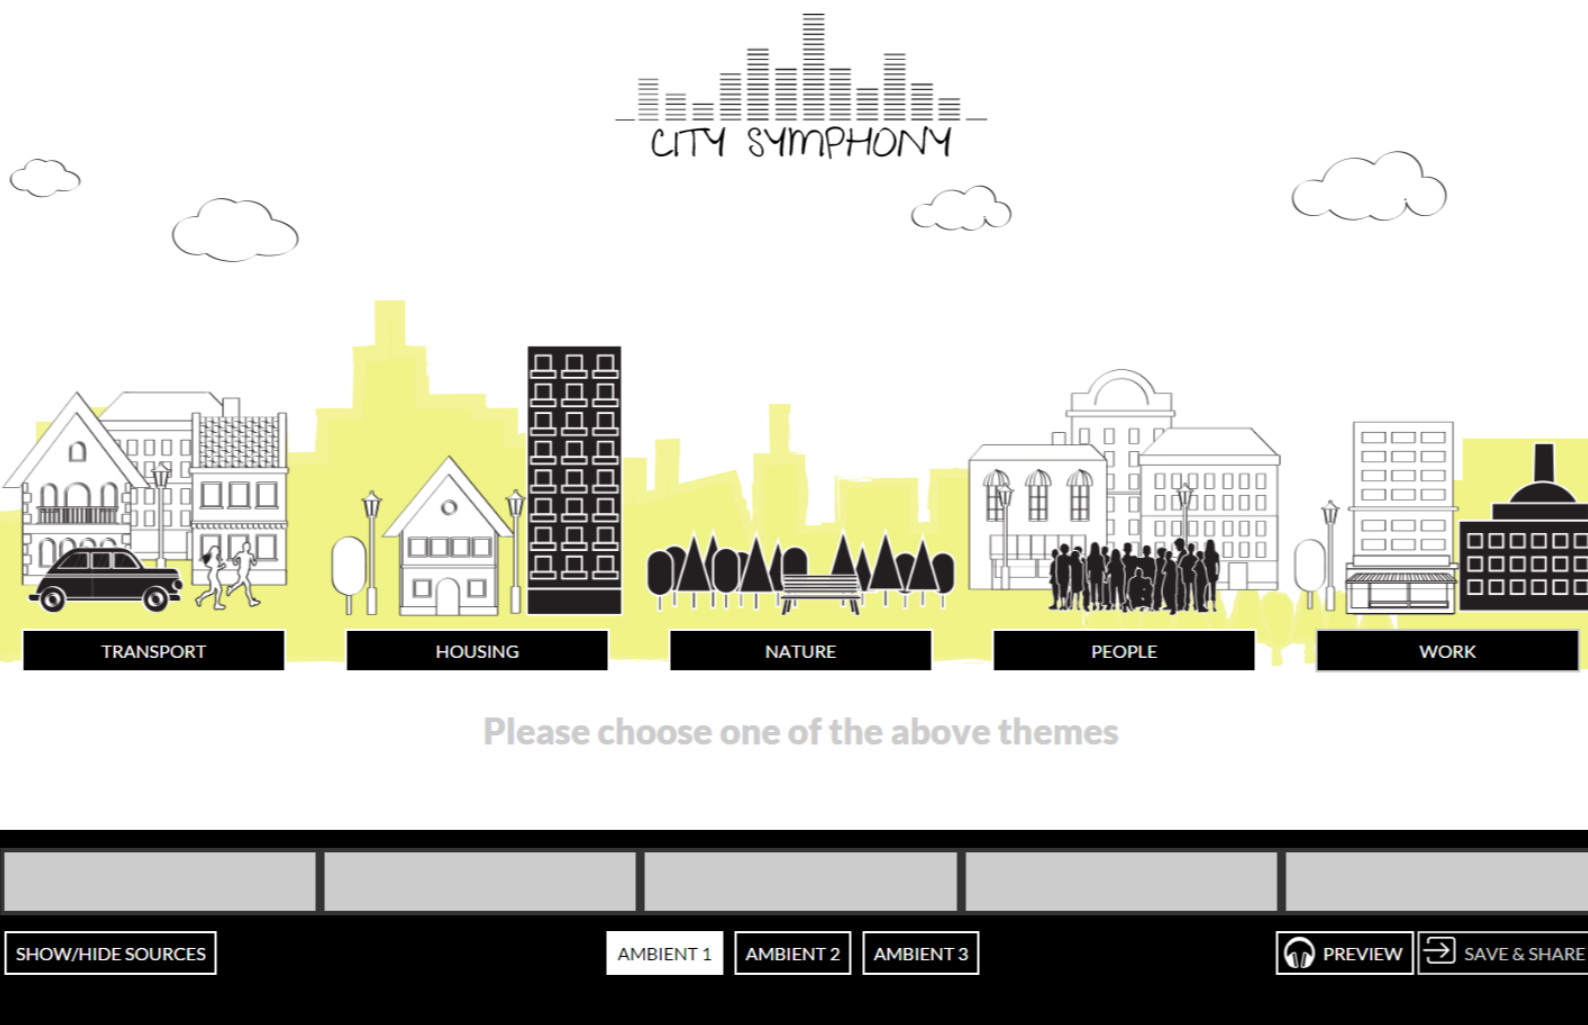 CITY SYMPHONY
TRANSPORT
HOUSING
NATURE
PEOPLE
WORK
Please choose one of the above themes
SHOW/HIDE SOURCES
AMBIENT 1
AMBIENT 2
AMBIENT 3
PREVIEW
SAVE & SHARE